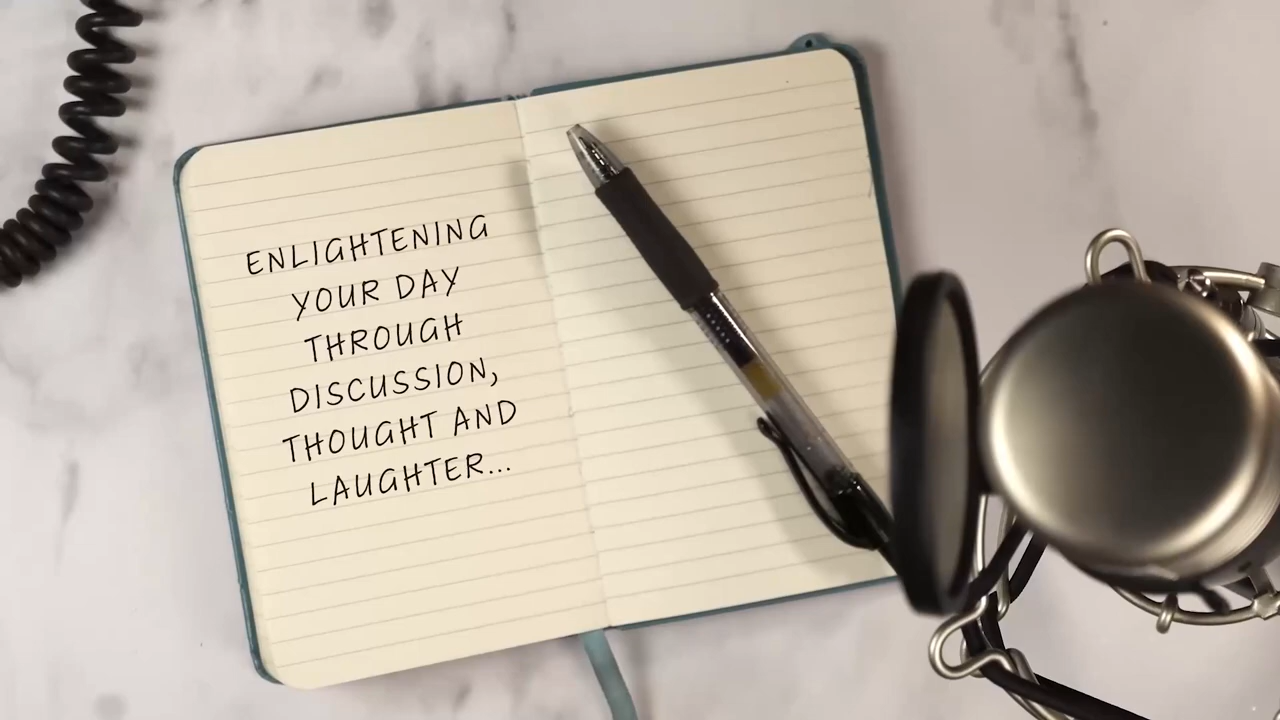 ENLIGHTENING
YOUR DAY
THROUGH
DISCUSSION,
THOUGHT AND
LAUGHTER...